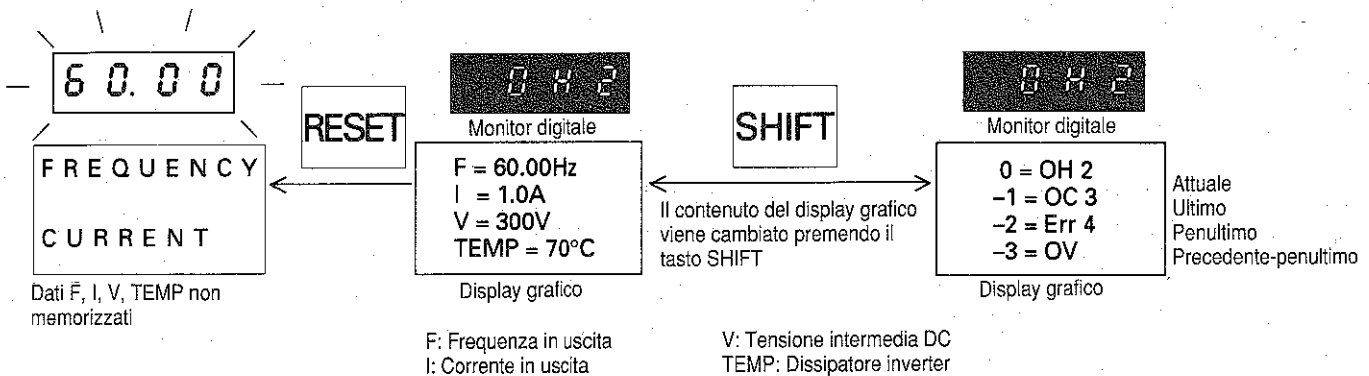 60.00
FREQUENCY
CURRENT
Dati F, I, V, TEMP non
memorizzati
RESET
0H2
Monitor digitale
F = 60.00Hz
I = 1.0A
V = 300V
TEMP = 70°C
Display grafico
F: Frequenza in uscita
I: Corrente in uscita
SHIFT
Il contenuto del display grafico
viene cambiato premendo il
tasto SHIFT
V: Tensione intermedia DC
TEMP: Dissipatore inverter
0H2
Monitor digitale
0 = OH 2
–1 = OC 3
–2 = Err 4
–3 = OV
Attuale
Ultimo
Penultimo
Precedente-penultimo
Display grafico